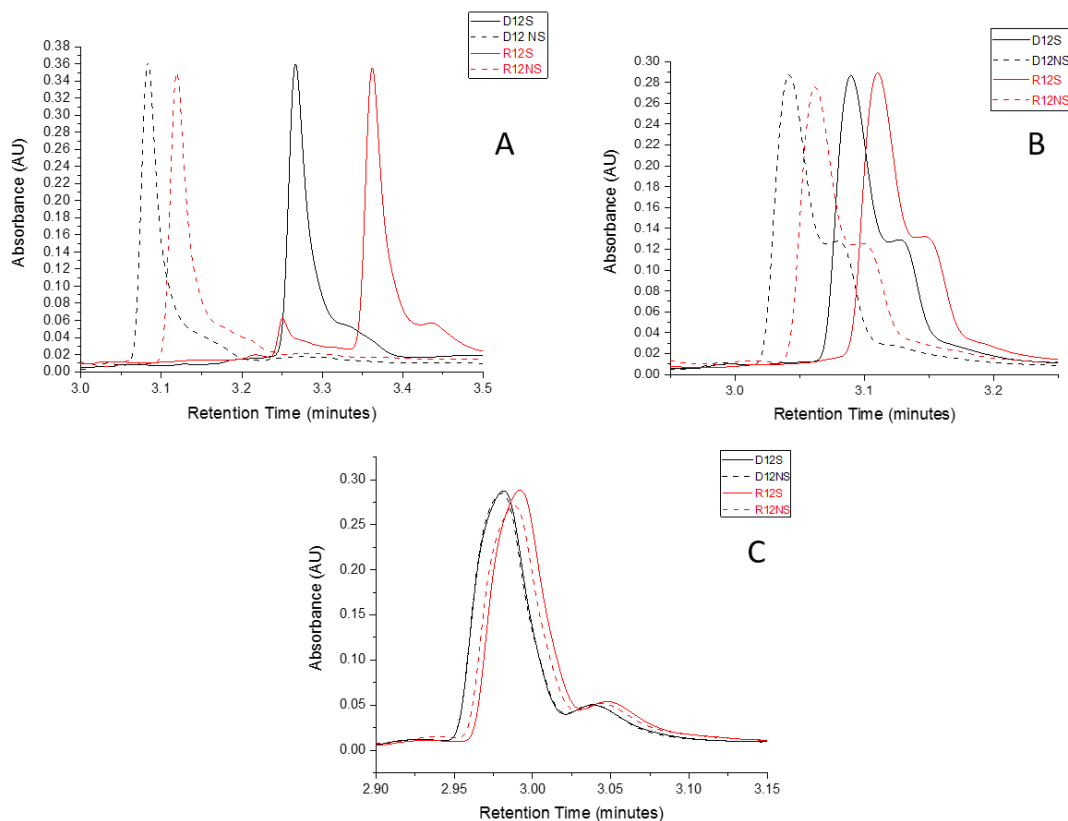 D12S
D12 NS
R12S
R12NS
0.38
0.36
0.34
0.32
0.30
0.28
0.26
0.24
0.22
0.20
0.18
0.16
0.14
0.12
0.10
0.08
0.06
0.04
0.02
0.00
Absorbance (AU)
A
3.0
3.1
3.2
3.3
3.4
3.5
Retention Time (minutes)
D12S
D12NS
R12S
R12NS
0.30
0.28
0.26
0.24
0.22
0.20
0.18
0.16
0.14
0.12
0.10
0.08
0.06
0.04
0.02
0.00
Absorbance (AU)
B
3.0
3.1
3.2
Retention Time (minutes)
D12S
D12NS
R12S
R12NS
0.30
0.25
0.20
0.15
0.10
0.05
0.00
Absorbance (AU)
C
2.90
2.95
3.00
3.05
3.10
3.15
Retention Time (minutes)